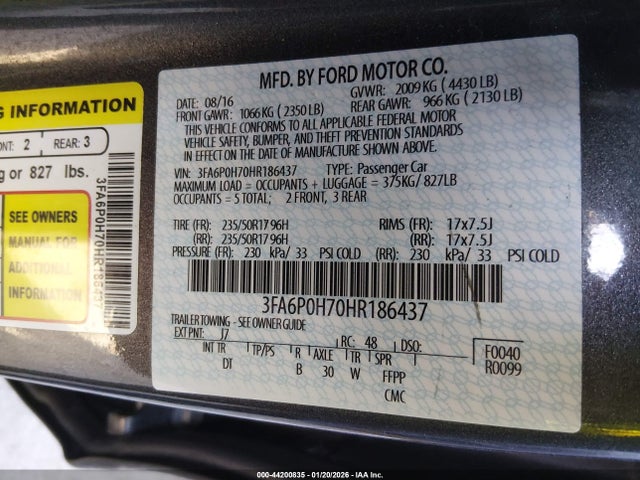 MFD. BY FORD MOTOR CO.
DATE: 08/16 GVWR: 2009 KG ( 4430 LB)
FRONT GAWR: 1066 KG ( 2350 LB) REAR GAWR: 966 KG ( 2130 LB)
THIS VEHICLE CONFORMS TO ALL APPLICABLE FEDERAL MOTOR
VEHICLE SAFETY, BUMPER, AND THEFT PREVENTION STANDARDS
IN EFFECT ON THE DATE OF MANUFACTURE SHOWN ABOVE.
VIN: 3FA6P0H70HR186437 TYPE: Passenger Car
MAXIMUM LOAD = OCCUPANTS + LUGGAGE = 375KG/ 827LB
OCCUPANTS = 5 TOTAL; 2 FRONT, 3 REAR
TIRE (FR): 235/50R17 96H RIMS (FR): 17x7.5J
(RR): 235/50R17 96H (RR): 17x7.5J
PRESSURE (FR): 230 kPa/ 33 PSI COLD (RR): 230 kPa/ 33 PSI COLD
3FA6P0H70HR186437
TRAILER TOWING - SEE OWNER GUIDE
EXT PNT: J7 RC: 48 DSO:
INT TR TP/PS R AXLE TR SPR F0040
DT B 30 W FFPP R0099
CMC
G INFORMATION
NT: 2 REAR: 3
g or 827 lbs.
SEE OWNERS
MANUAL FOR
ADDITIONAL
INFORMATION
3FA6P0H70HR186437
000-44200835 - 01/20/2026 - IAA Inc.